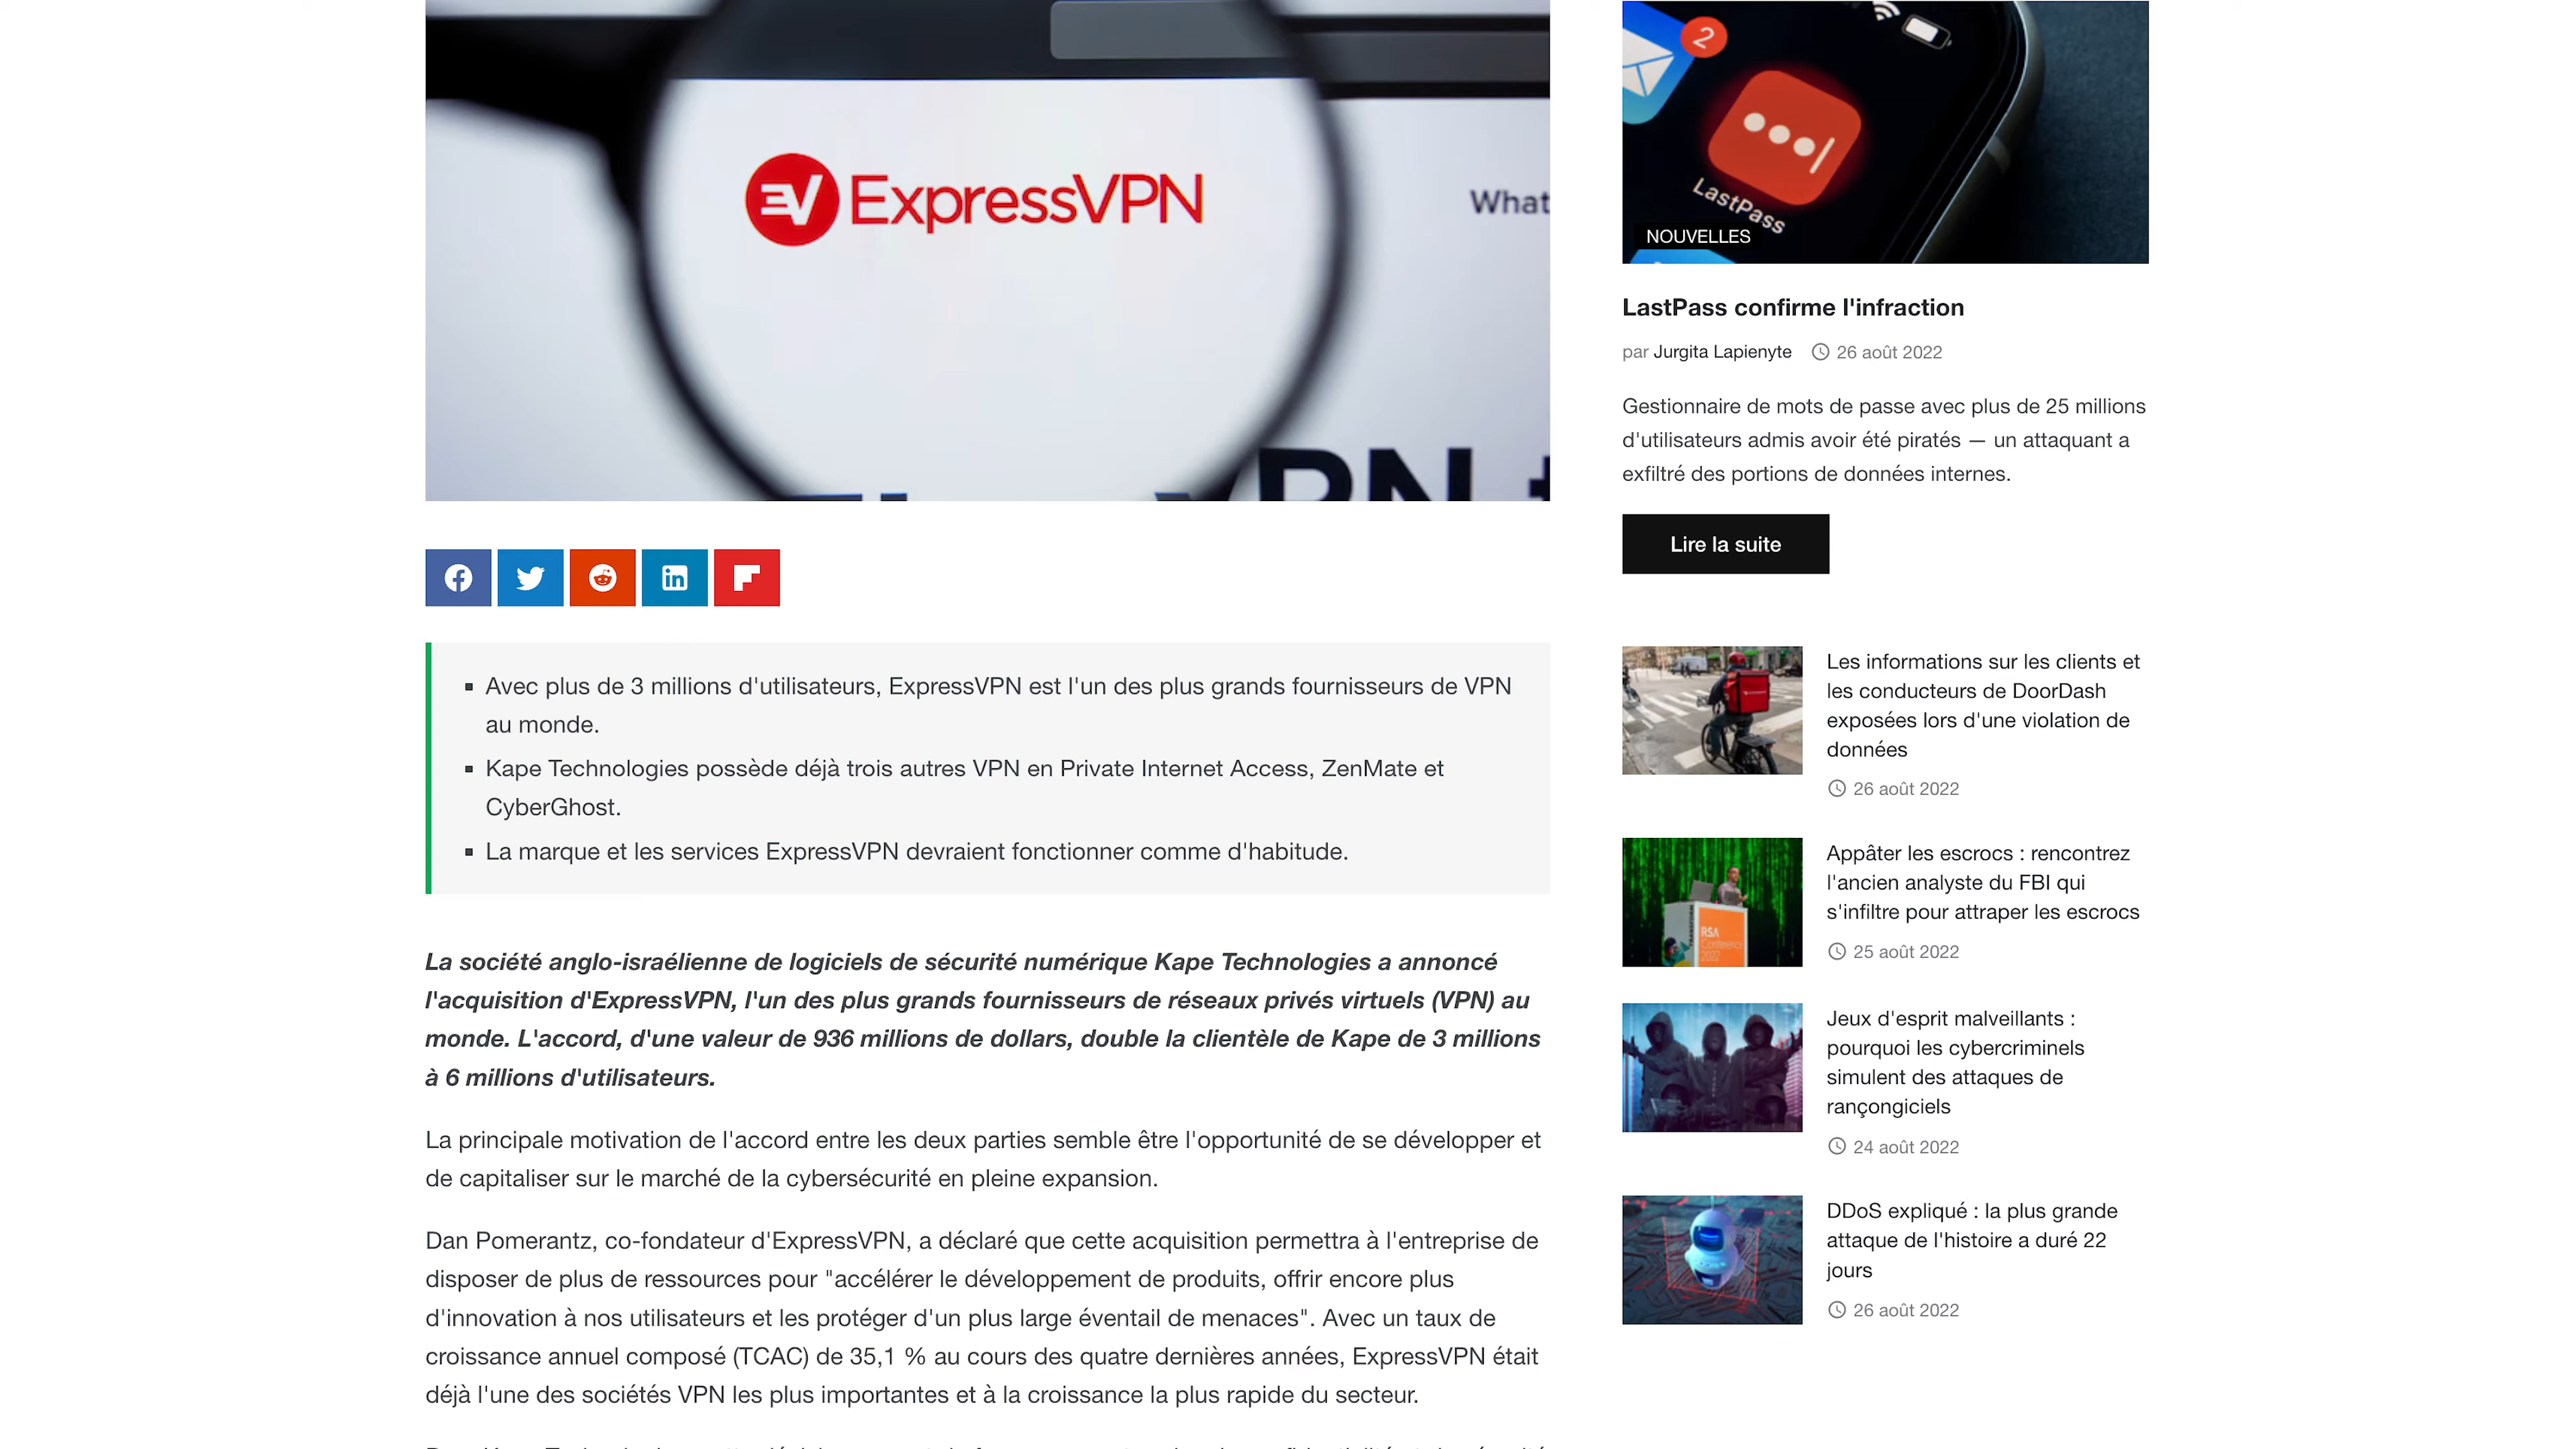 ExpressVPN
What
VPN
Avec plus de 3 millions d'utilisateurs, ExpressVPN est l'un des plus grands fournisseurs de VPN
au monde.
Kape Technologies possède déjà trois autres VPN en Private Internet Access, ZenMate et
CyberGhost.
La marque et les services ExpressVPN devraient fonctionner comme d'habitude.
La société anglo-israélienne de logiciels de sécurité numérique Kape Technologies a annoncé
l'acquisition d'ExpressVPN, l'un des plus grands fournisseurs de réseaux privés virtuels (VPN) au
monde. L'accord, d'une valeur de 936 millions de dollars, double la clientèle de Kape de 3 millions
à 6 millions d'utilisateurs.
La principale motivation de l'accord entre les deux parties semble être l'opportunité de se développer et
de capitaliser sur le marché de la cybersécurité en pleine expansion.
Dan Pomerantz, co-fondateur d'ExpressVPN, a déclaré que cette acquisition permettra à l'entreprise de
disposer de plus de ressources pour "accélérer le développement de produits, offrir encore plus
d'innovation à nos utilisateurs et les protéger d'un plus large éventail de menaces". Avec un taux de
croissance annuel composé (TCAC) de 35,1 % au cours des quatre dernières années, ExpressVPN était
déjà l'une des sociétés VPN les plus importantes et à la croissance la plus rapide du secteur.
2
LastPass
NOUVELLES
LastPass confirme l'infraction
par Jurgita Lapienyte 26 août 2022
Gestionnaire de mots de passe avec plus de 25 millions
d'utilisateurs admis avoir été piratés — un attaquant a
exfiltré des portions de données internes.
Lire la suite
Les informations sur les clients et
les conducteurs de DoorDash
exposées lors d'une violation de
données
26 août 2022
RSA
Conference
2022
Appâter les escrocs : rencontrez
l'ancien analyste du FBI qui
s'infiltre pour attraper les escrocs
25 août 2022
Jeux d'esprit malveillants :
pourquoi les cybercriminels
simulent des attaques de
rançongiciels
24 août 2022
DDoS expliqué : la plus grande
attaque de l'histoire a duré 22
jours
26 août 2022